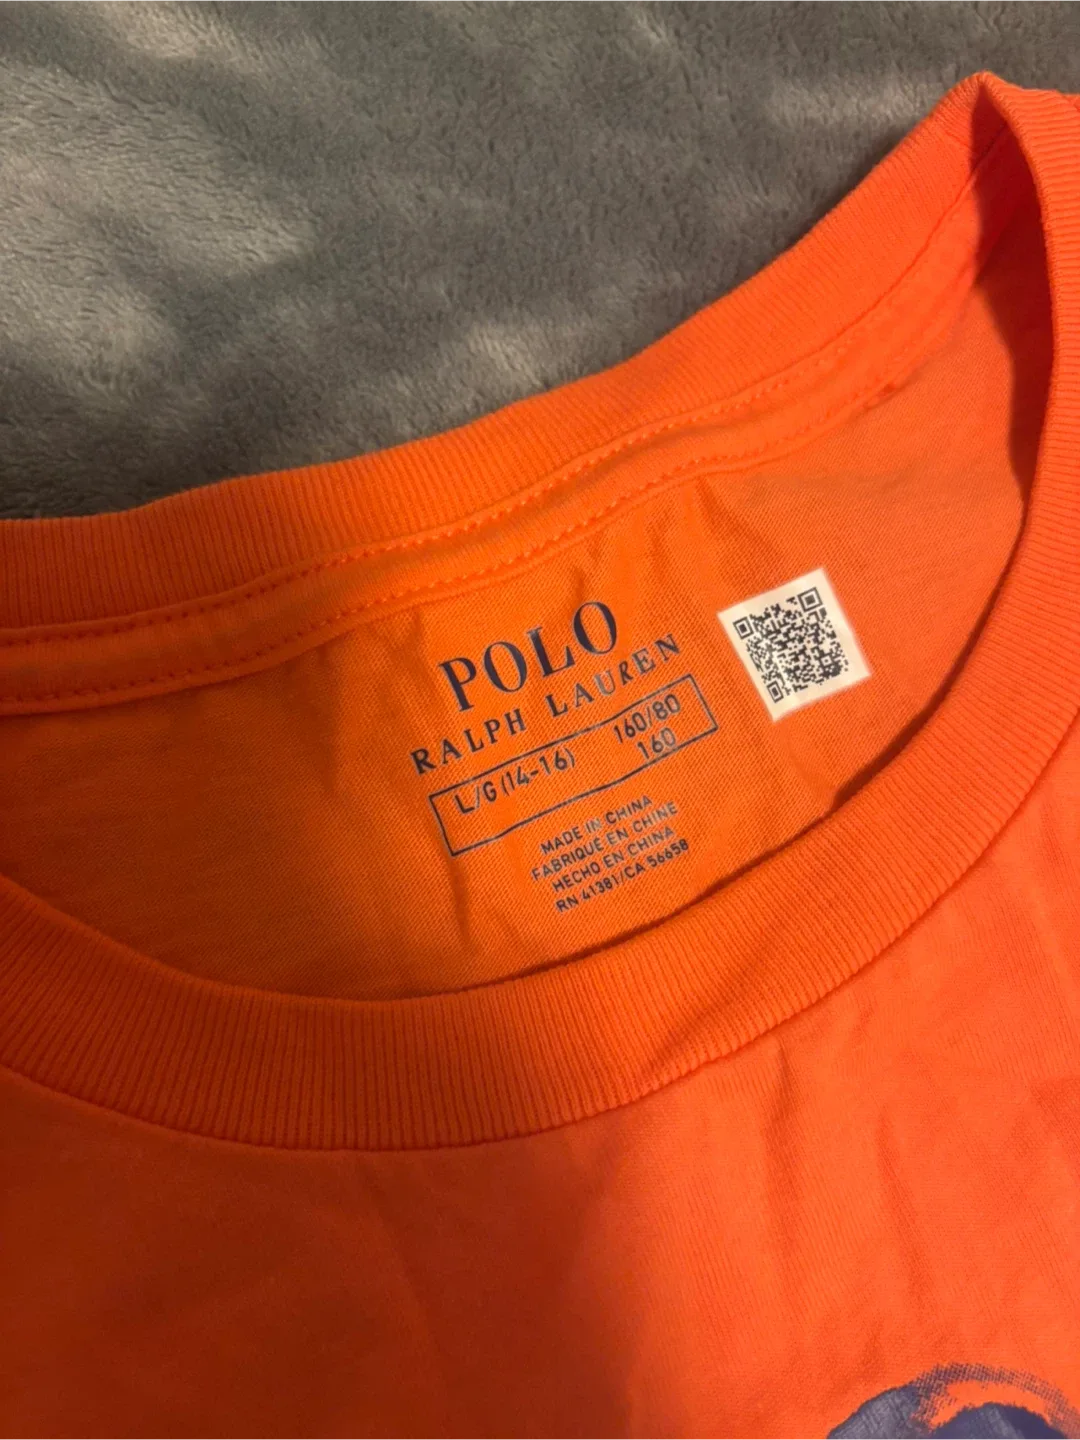 POLO
RALPH LAUREN
L/G (14-16) 160/80
160
MADE IN CHINA
FABRIQUÉ EN CHINE
HECHO EN CHINA
RN 41381/CA 56658